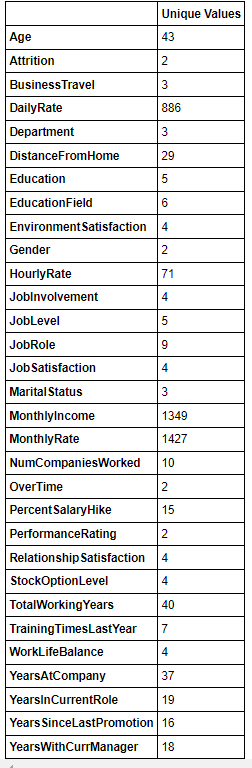 Unique Values
Age 43
Attrition 2
BusinessTravel 3
DailyRate 886
Department 3
DistanceFromHome 29
Education 5
EducationField 6
EnvironmentSatisfaction 4
Gender 2
HourlyRate 71
JobInvolvement 4
JobLevel 5
JobRole 9
JobSatisfaction 4
MaritalStatus 3
MonthlyIncome 1349
MonthlyRate 1427
NumCompaniesWorked 10
OverTime 2
PercentSalaryHike 15
PerformanceRating 2
RelationshipSatisfaction 4
StockOptionLevel 4
TotalWorkingYears 40
TrainingTimesLastYear 7
WorkLifeBalance 4
YearsAtCompany 37
YearsInCurrentRole 19
YearsSinceLastPromotion 16
YearsWithCurrManager 18